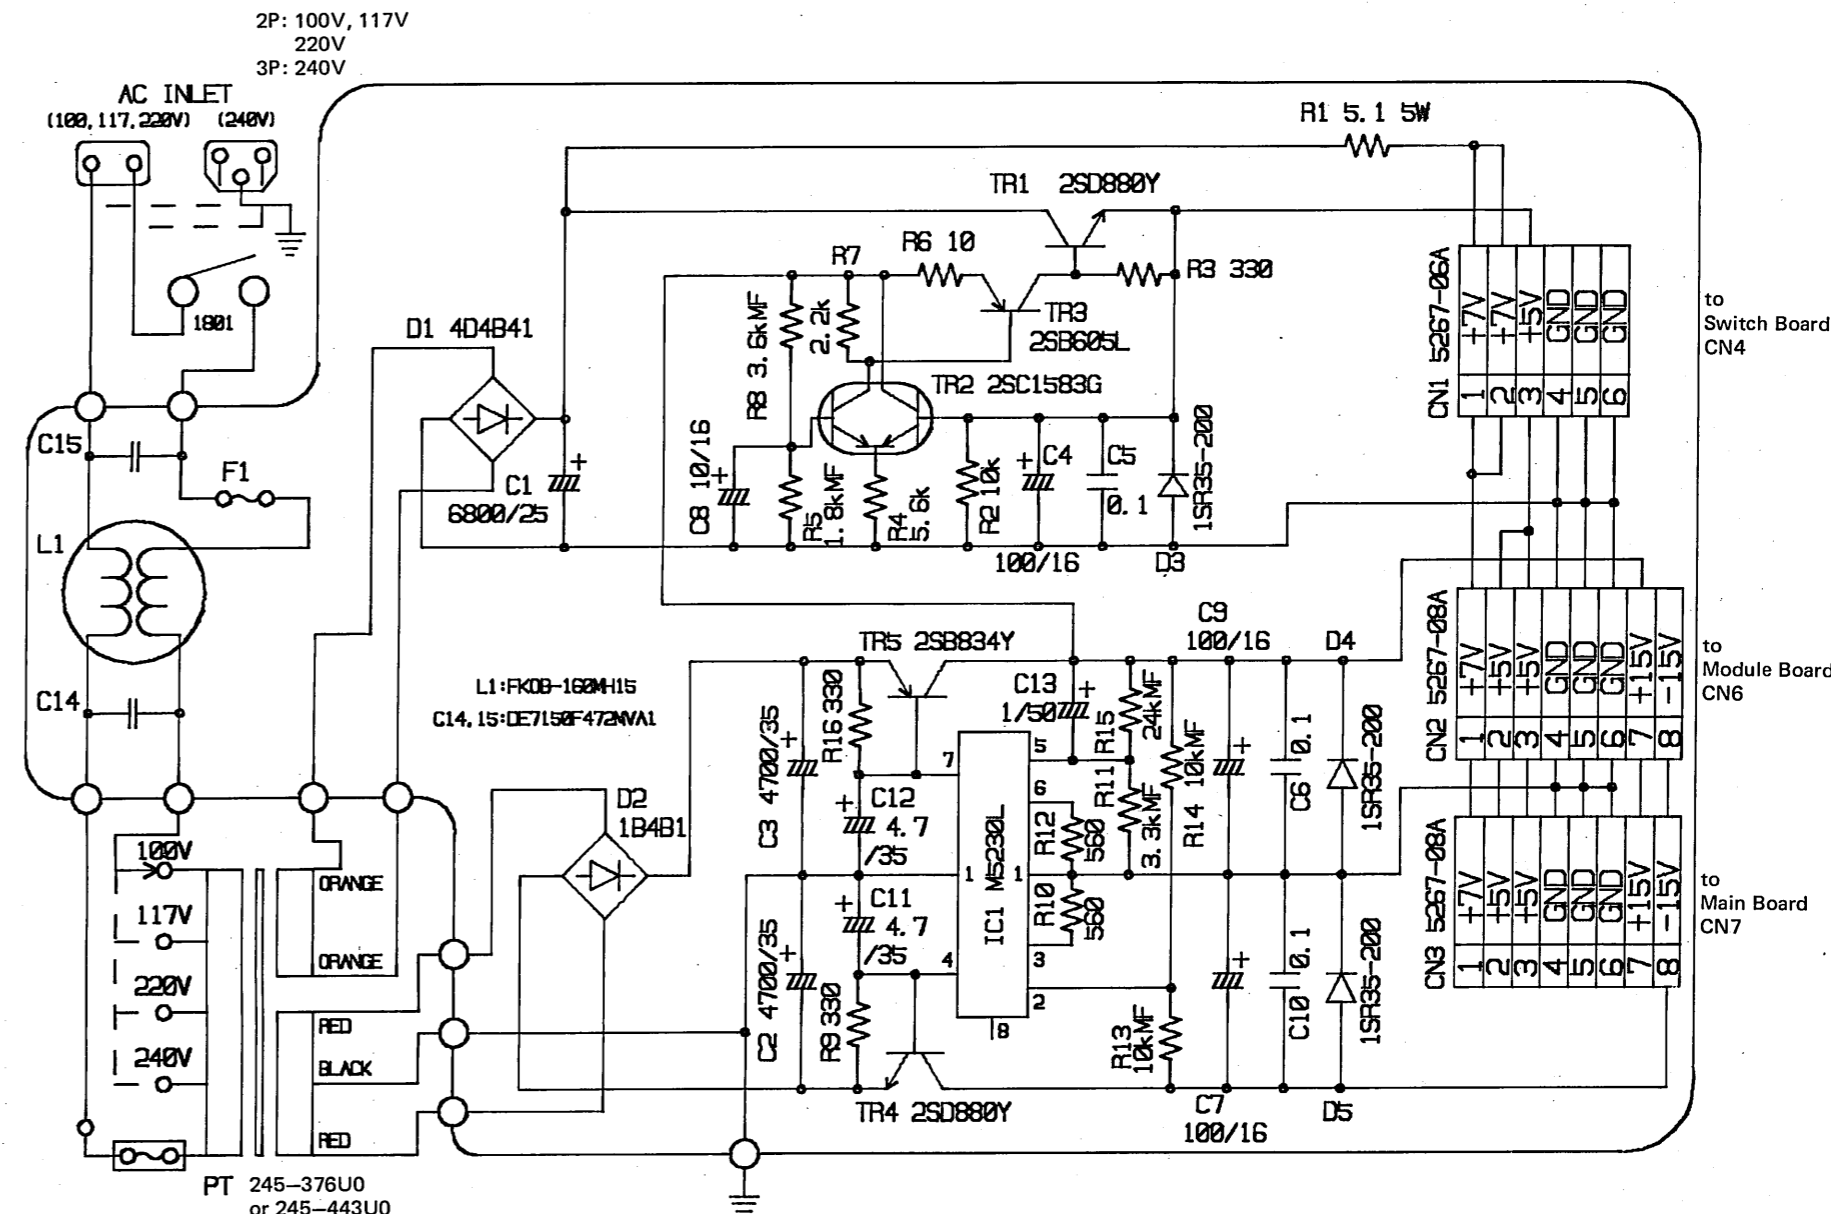 2P: 100V, 117V
220V
3P: 240V
AC INLET
(100,117,220V) (240V)
1801
R1 5.1 5W
TR1 2SD880Y
R6 10
R7
2.2k
R3 330
TR3
2SB605L
D1 4D4B41
R8 3.6kMF
TR2 2SC1583G
C15
F1
C1
6800/25
C8 10/16
R5
1.8kMF
R4
5.6k
R2 10k
C4
100/16
C5
0.1
1SR35-200
D3
CN1 5267-06A
+7V
+7V
+5V
GND
GND
GND
1
2
3
4
5
6
to
Switch Board
CN4
L1
L1:FKOB-160MH15
C14,15:DE7150F472MVA1
C14
TR5 2SB834Y
C9
100/16
D4
R16 330
C13
1/50
R15
24kMF
C3 4700/35
7
5
6
C12
4.7
/35
R11
3.3kMF
R14 10kMF
C6 0.1
1SR35-200
R12
560
IC1 M5230L
1
1
CN2 5267-08A
+7V
+5V
+5V
GND
GND
GND
+15V
-15V
1
2
3
4
5
6
7
8
to
Module Board
CN6
D2
1B4B1
C11
4.7
/35
R10
560
4
3
2
8
C2 4700/35
R9 330
R13
10kMF
C10 0.1
1SR35-200
TR4 2SD880Y
C7
100/16
D5
CN3 5267-08A
+7V
+5V
+5V
GND
GND
GND
+15V
-15V
1
2
3
4
5
6
7
8
to
Main Board
CN7
100V
117V
220V
240V
ORANGE
ORANGE
RED
BLACK
RED
PT 245-376U0
or 245-443U0